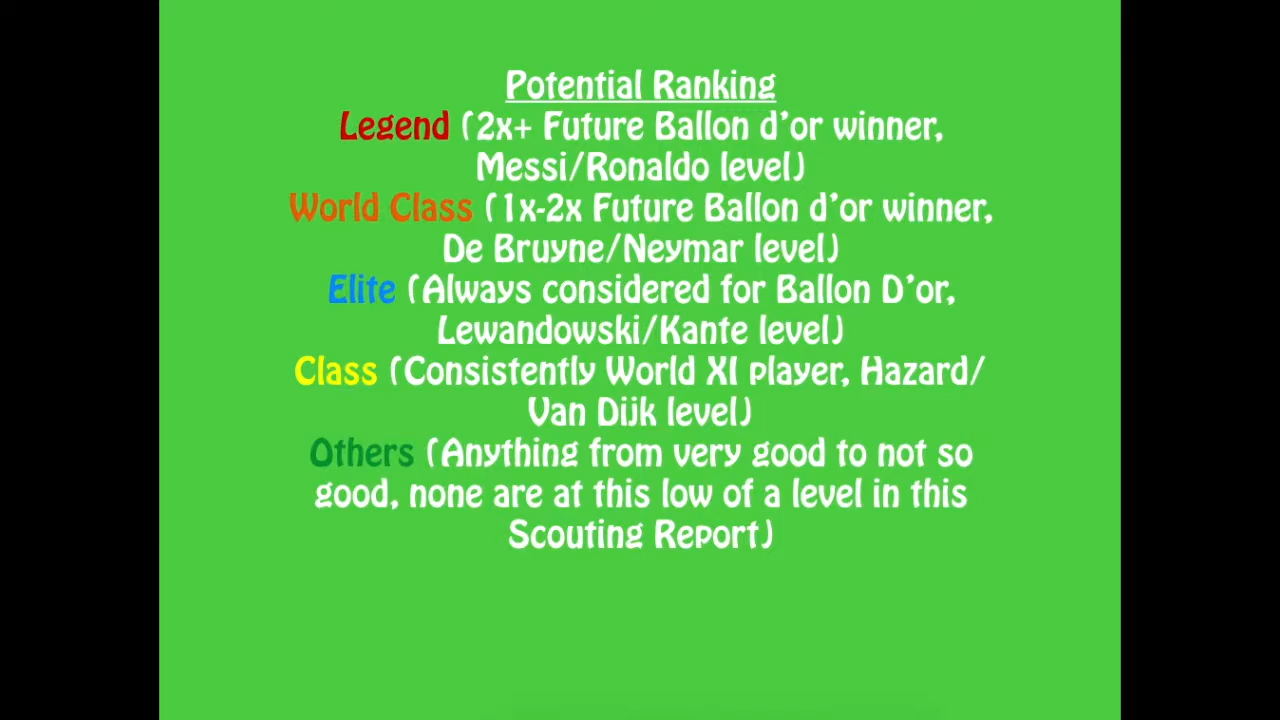 Potential Ranking
Legend (2x+ Future Ballon d'or winner,
Messi/Ronaldo level)
World Class (1x-2x Future Ballon d'or winner,
De Bruyne/Neymar level)
Elite (Always considered for Ballon D'or,
Lewandowski/Kante level)
Class (Consistently World XI player, Hazard/
Van Dijk level)
Others (Anything from very good to not so
good, none are at this low of a level in this
Scouting Report)